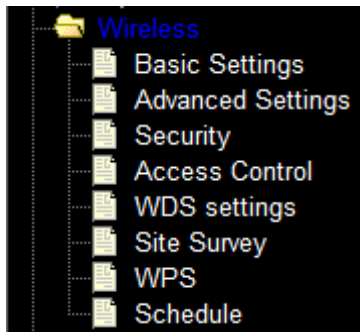 Wireless
Basic Settings
Advanced Settings
Security
Access Control
WDS settings
Site Survey
WPS
Schedule